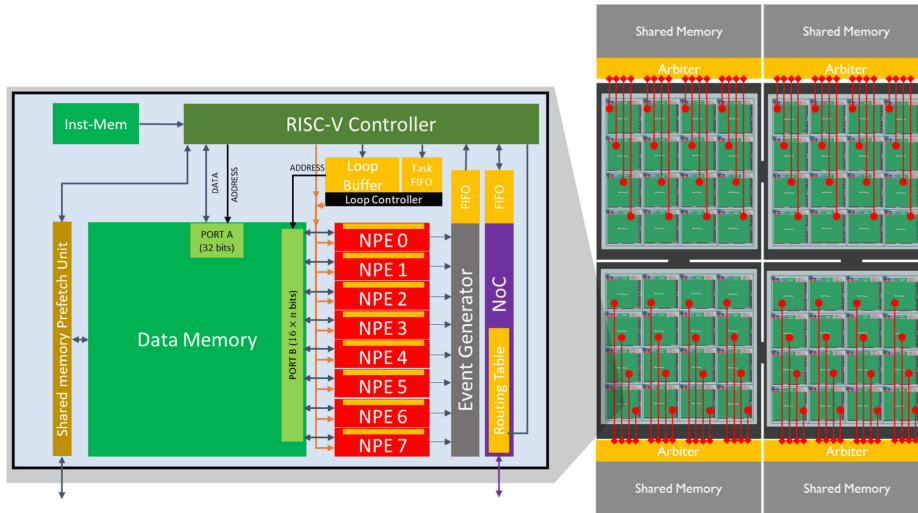 Shared Memory
Shared Memory
Arbiter
Arbiter
Inst-Mem
RISC-V Controller
DATA
ADDRESS
ADDRESS
Loop
Buffer
Task
FIFO
Loop Controller
FIFO
FIFO
PORT A
(32 bits)
Shared memory Prefetch Unit
Data Memory
PORT B (16 × n bits)
NPE 0
NPE 1
NPE 2
NPE 3
NPE 4
NPE 5
NPE 6
NPE 7
Event Generator
NoC
Routing Table
Arbiter
Arbiter
Shared Memory
Shared Memory